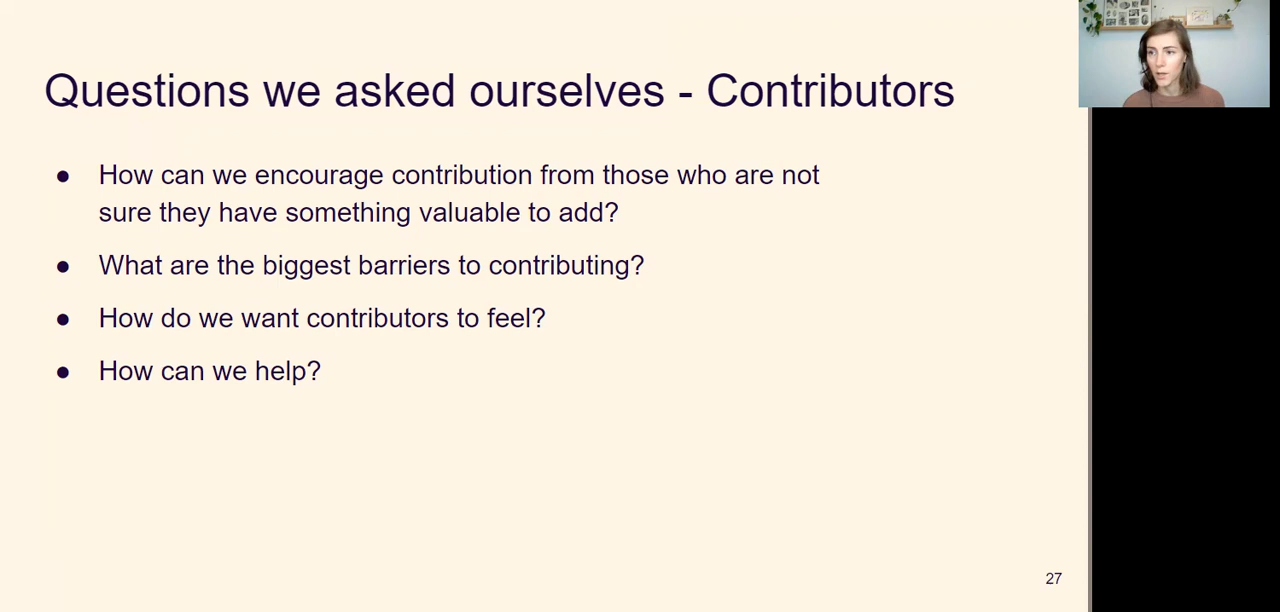 Questions we asked ourselves - Contributors
● How can we encourage contribution from those who are not
sure they have something valuable to add?
● What are the biggest barriers to contributing?
● How do we want contributors to feel?
● How can we help?
27